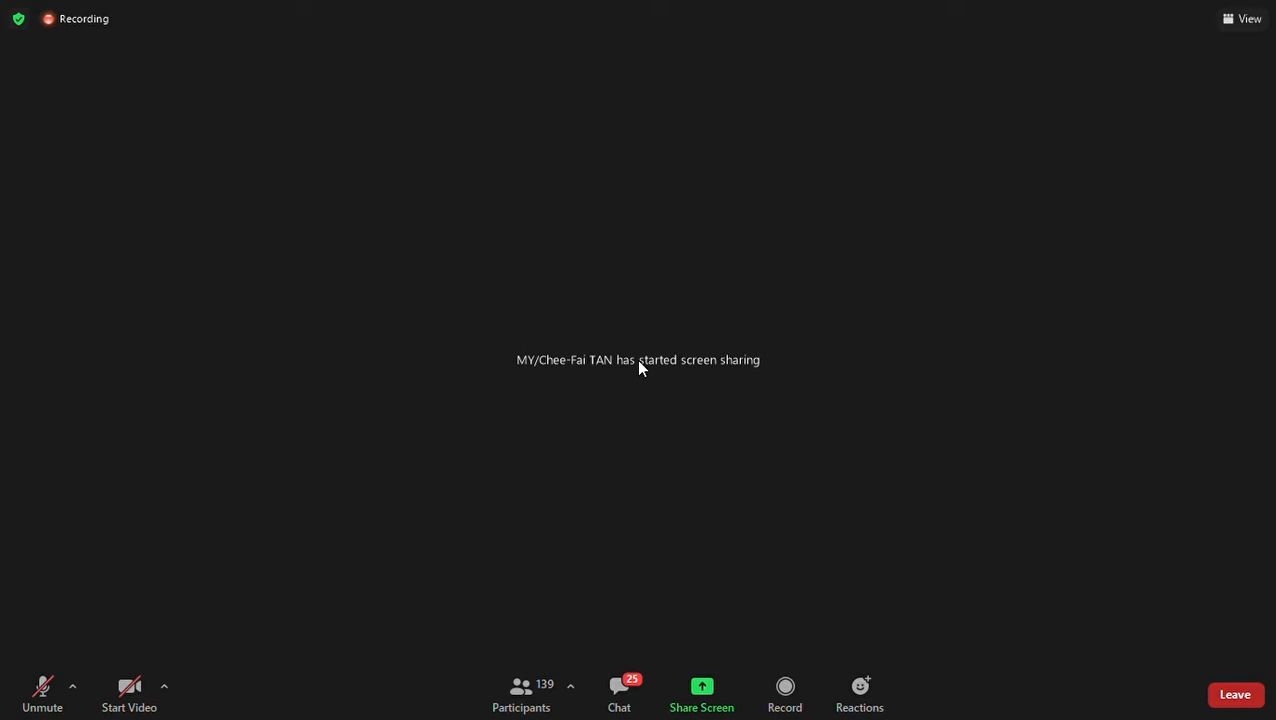 Recording
View
MY/Chee-Fai TAN has started screen sharing
139
25
Unmute
Start Video
Participants
Chat
Share Screen
Record
Reactions
Leave